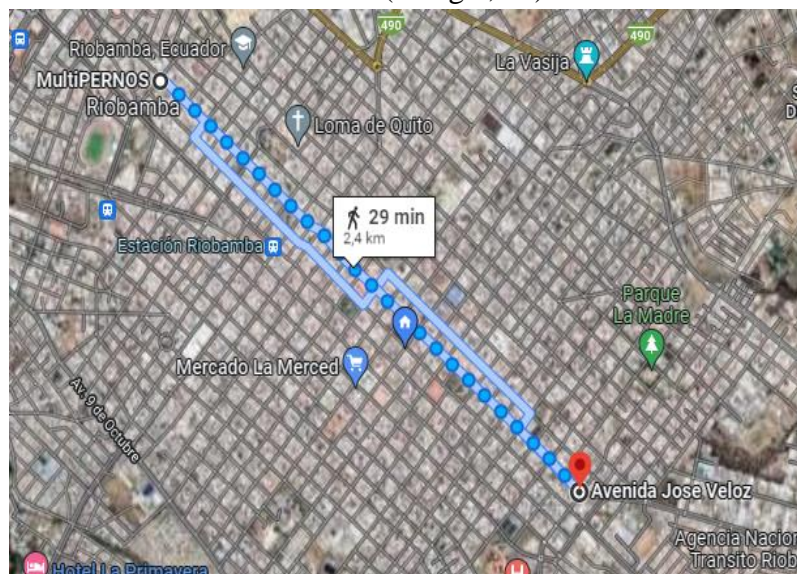 490
490
Riobamba, Ecuador
La Vasija
MultiPERNOS
Riobamba
Loma de Quito
29 min
2,4 km
Estación Riobamba
Parque
La Madre
Mercado La Merced
Av. 9 de Octubre
Avenida Jose Veloz
Agencia Nacion
Transito Riob
Hotel La Primavera
H